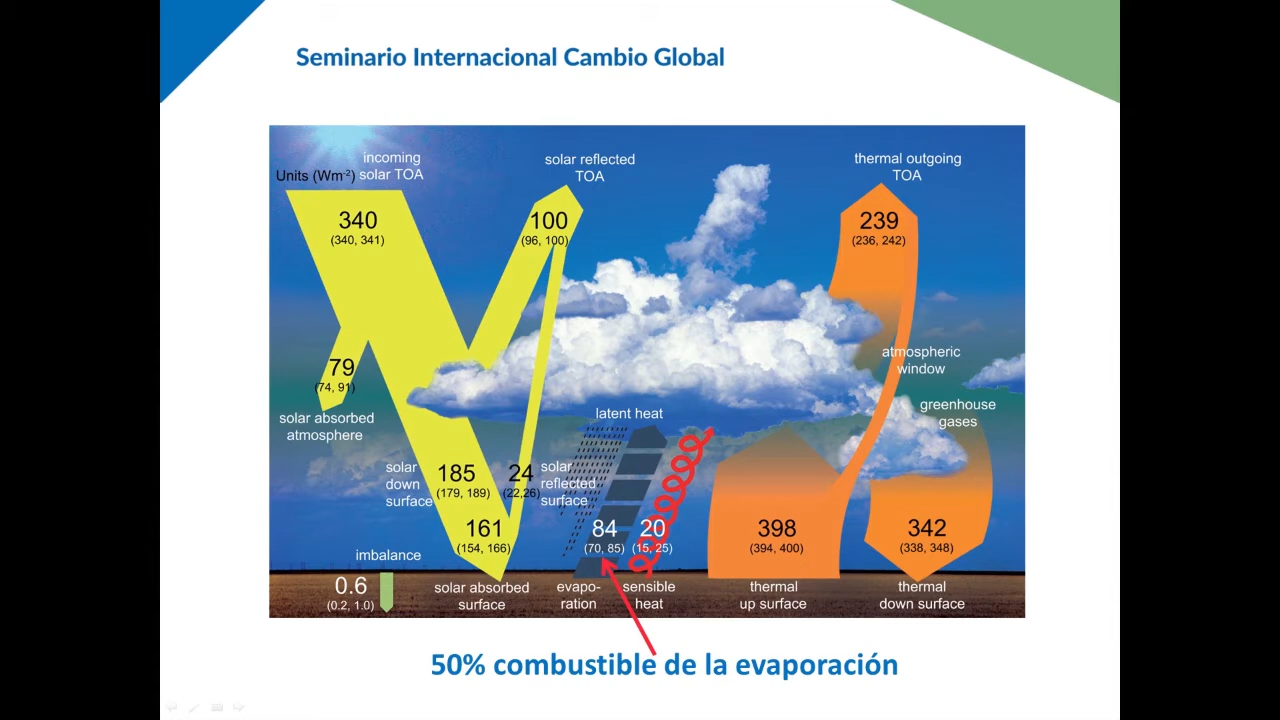 Seminario Internacional Cambio Global
Units (Wm-2)
incoming
solar TOA
solar reflected
TOA
thermal outgoing
TOA
340
(340, 341)
100
(96, 100)
239
(236, 242)
79
(74, 91)
solar absorbed
atmosphere
atmospheric
window
greenhouse
gases
latent heat
solar
down
surface
185
(179, 189)
24
(22,26)
solar
reflected
surface
161
(154, 166)
84
(70, 85)
20
(15, 25)
398
(394, 400)
342
(338, 348)
imbalance
0.6
(0.2, 1.0)
solar absorbed
surface
evapo-
ration
sensible
heat
thermal
up surface
thermal
down surface
50% combustible de la evaporación